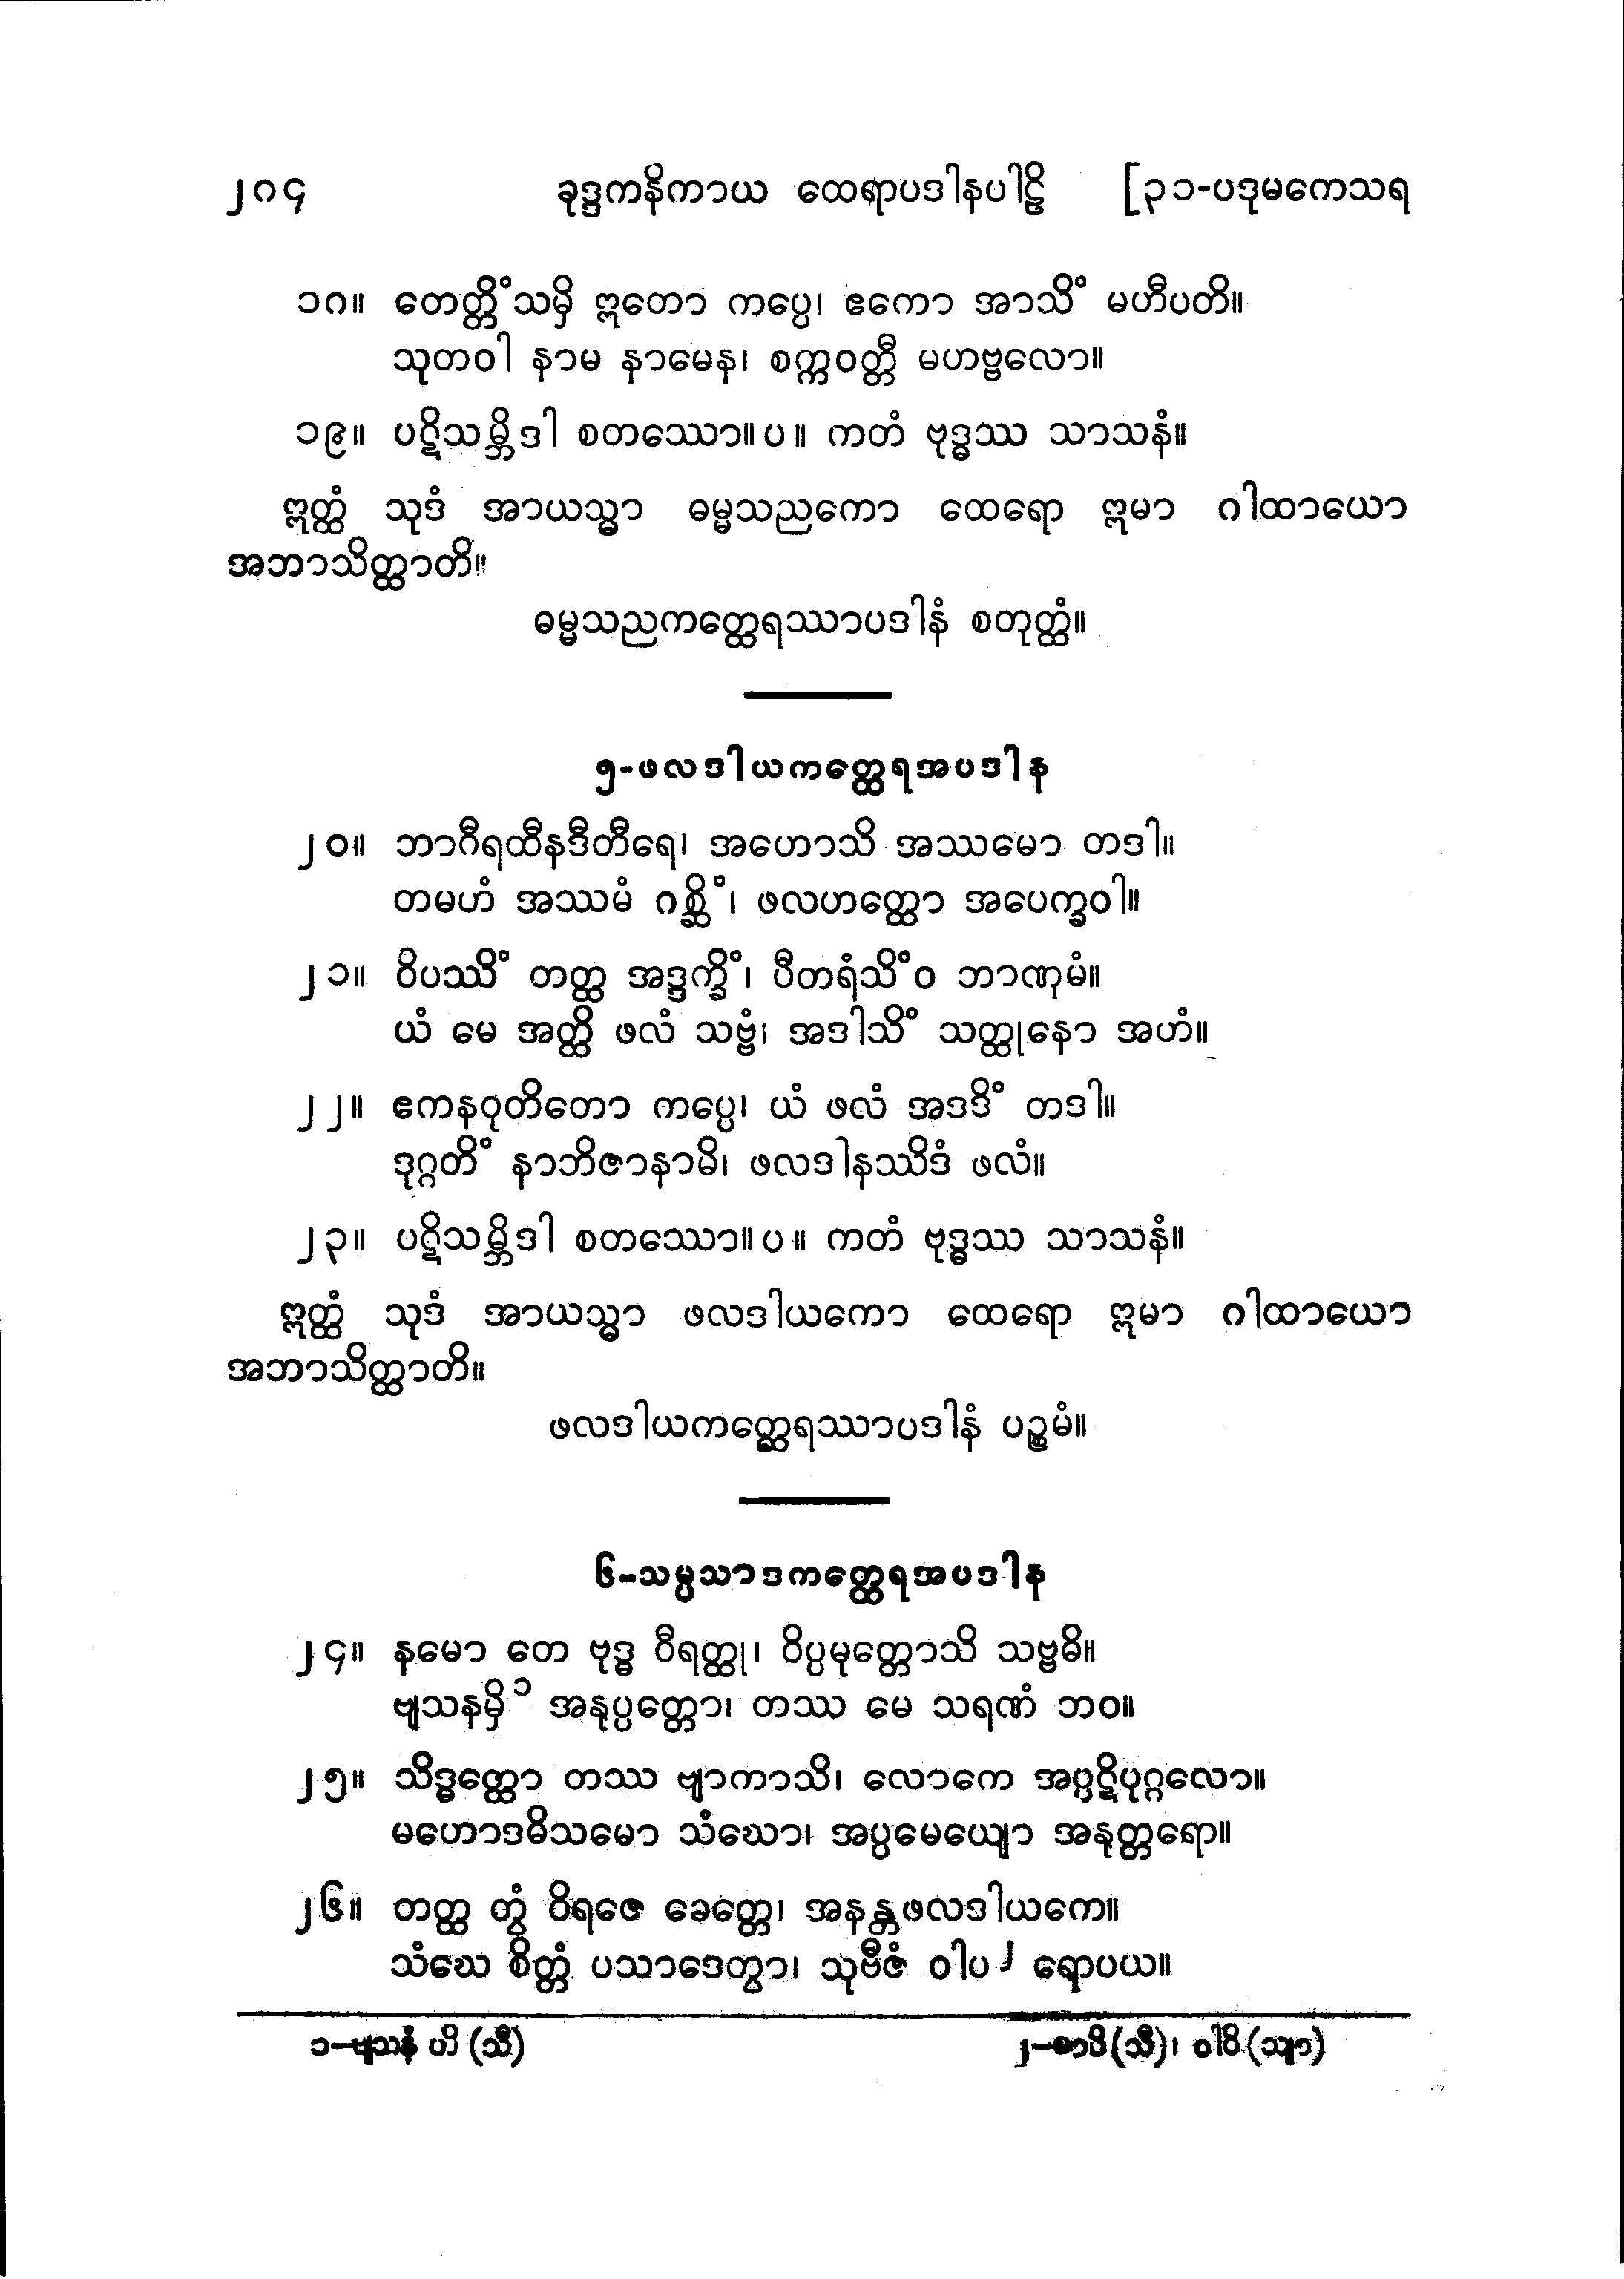 ၂၈၄ ခုဒ္ဒကနိကာယ ထေရာပဒါနပါဠိ [၃၁-ပဒုမကေသရ
၁၈။ တေတ္တိံသမှိ ဣတော ကပ္ပေ၊ ဧကော အာသိံ မဟီပတိ။
သုတဝါ နာမ နာမေန၊ စက္ကဝတ္တီ မဟဗ္ဗလော။
၁၉။ ပဋိသမ္ဘိဒါ စတဿော။ပ။ ကတံ ဗုဒ္ဓဿ သာသနံ။
ဣတ္ထံ သုဒံ အာယသ္မာ ဓမ္မသညကော ထေရော ဣမာ ဂါထာယော
အဘာသိတ္ထာတိ။
ဓမ္မသညကတ္ထေရဿာပဒါနံ စတုတ္ထံ။
၅-ဖလဒါယကတ္ထေရအပဒါန
၂၀။ ဘာဂီရထီနဒီတီရေ၊ အဟောသိ အဿမော တဒါ။
တမဟံ အဿမံ ဂစ္ဆိံ၊ ဖလဟတ္ထော အပေက္ခဝါ။
၂၁။ ဝိပဿိံ တတ္ထ အဒ္ဒက္ခိံ၊ ပီတရံသိံဝ ဘာဏုမံ။
ယံ မေ အတ္ထိ ဖလံ သဗ္ဗံ၊ အဒါသိံ သတ္ထုနော အဟံ။
၂၂။ ဧကနဝုတိတော ကပ္ပေ၊ ယံ ဖလံ အဒဒိံ တဒါ။
ဒုဂ္ဂတိံ နာဘိဇာနာမိ၊ ဖလဒါနဿိဒံ ဖလံ။
၂၃။ ပဋိသမ္ဘိဒါ စတဿော။ပ။ ကတံ ဗုဒ္ဓဿ သာသနံ။
ဣတ္ထံ သုဒံ အာယသ္မာ ဖလဒါယကော ထေရော ဣမာ ဂါထာယော
အဘာသိတ္ထာတိ။
ဖလဒါယကတ္ထေရဿာပဒါနံ ပဉ္စမံ။
၆-သမ္ပသာဒကတ္ထေရအပဒါန
၂၄။ နမော တေ ဗုဒ္ဓ ဝီရတ္ထု၊ ဝိပ္ပမုတ္တောသိ သဗ္ဗဓိ။
ဗျသနမှိ၁ အနုပ္ပတ္တော၊ တဿ မေ သရဏံ ဘဝ။
၂၅။ သိဒ္ဓတ္ထော တဿ ဗျာကာသိ၊ လောကေ အပ္ပဋိပုဂ္ဂလော။
မဟောဒဓိသမော သံဃော၊ အပ္ပမေယျော အနုတ္တရော။
၂၆။ တတ္ထ တွံ ဝိရဇေ ခေတ္တေ၊ အနန္တဖလဒါယကေ။
သံဃေ စိတ္တံ ပသာဒေတွာ၊ သုဗီဇံ ဝါပ၂ ရောပယ။
၁−ဗျသနံ ဟိ (သီ) ၂−စာပိ (သီ)၊ ဝါပိ (သျာ)